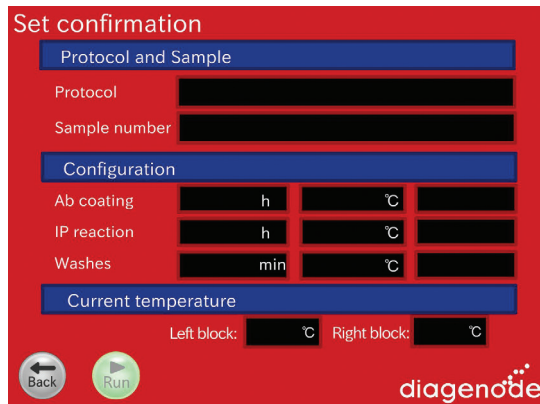 Set confirmation
Protocol and Sample
Protocol
Sample number
Configuration
Ab coating h ℃
IP reaction h ℃
Washes min ℃
Current temperature
Left block: ℃ Right block: ℃
Back Run
diagenode